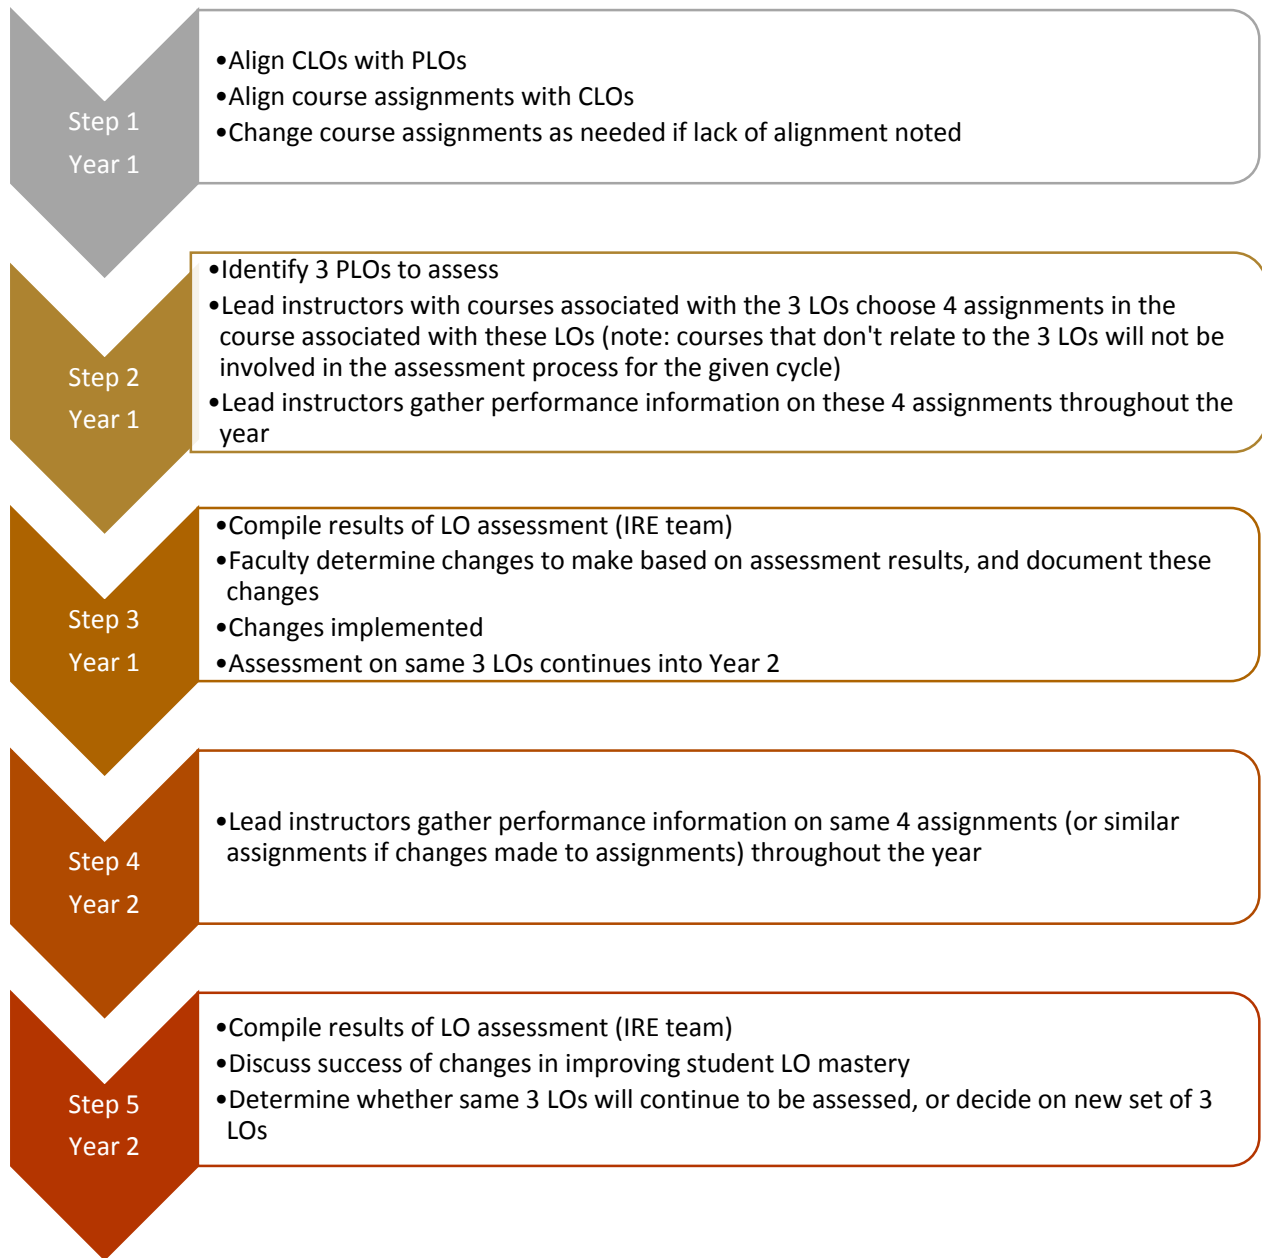 Step 1
Year 1
•Align CLOs with PLOs
•Align course assignments with CLOs
•Change course assignments as needed if lack of alignment noted
Step 2
Year 1
•Identify 3 PLOs to assess
•Lead instructors with courses associated with the 3 LOs choose 4 assignments in the
course associated with these LOs (note: courses that don't relate to the 3 LOs will not be
involved in the assessment process for the given cycle)
•Lead instructors gather performance information on these 4 assignments throughout the
year
Step 3
Year 1
•Compile results of LO assessment (IRE team)
•Faculty determine changes to make based on assessment results, and document these
changes
•Changes implemented
•Assessment on same 3 LOs continues into Year 2
Step 4
Year 2
•Lead instructors gather performance information on same 4 assignments (or similar
assignments if changes made to assignments) throughout the year
Step 5
Year 2
•Compile results of LO assessment (IRE team)
•Discuss success of changes in improving student LO mastery
•Determine whether same 3 LOs will continue to be assessed, or decide on new set of 3
LOs